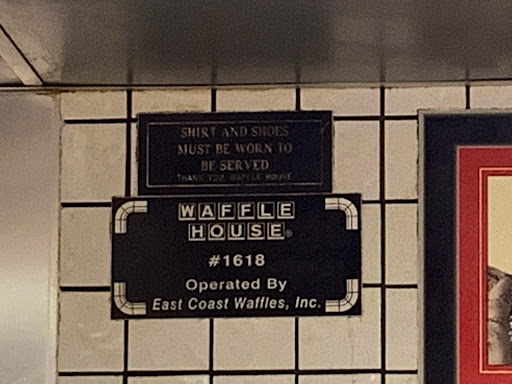 SHIRT AND SHOES
MUST BE WORN TO
BE SERVED
THANK YOU, WAFFLE HOUSE
WAFFLE
HOUSE®
#1618
Operated By
East Coast Waffles, Inc.